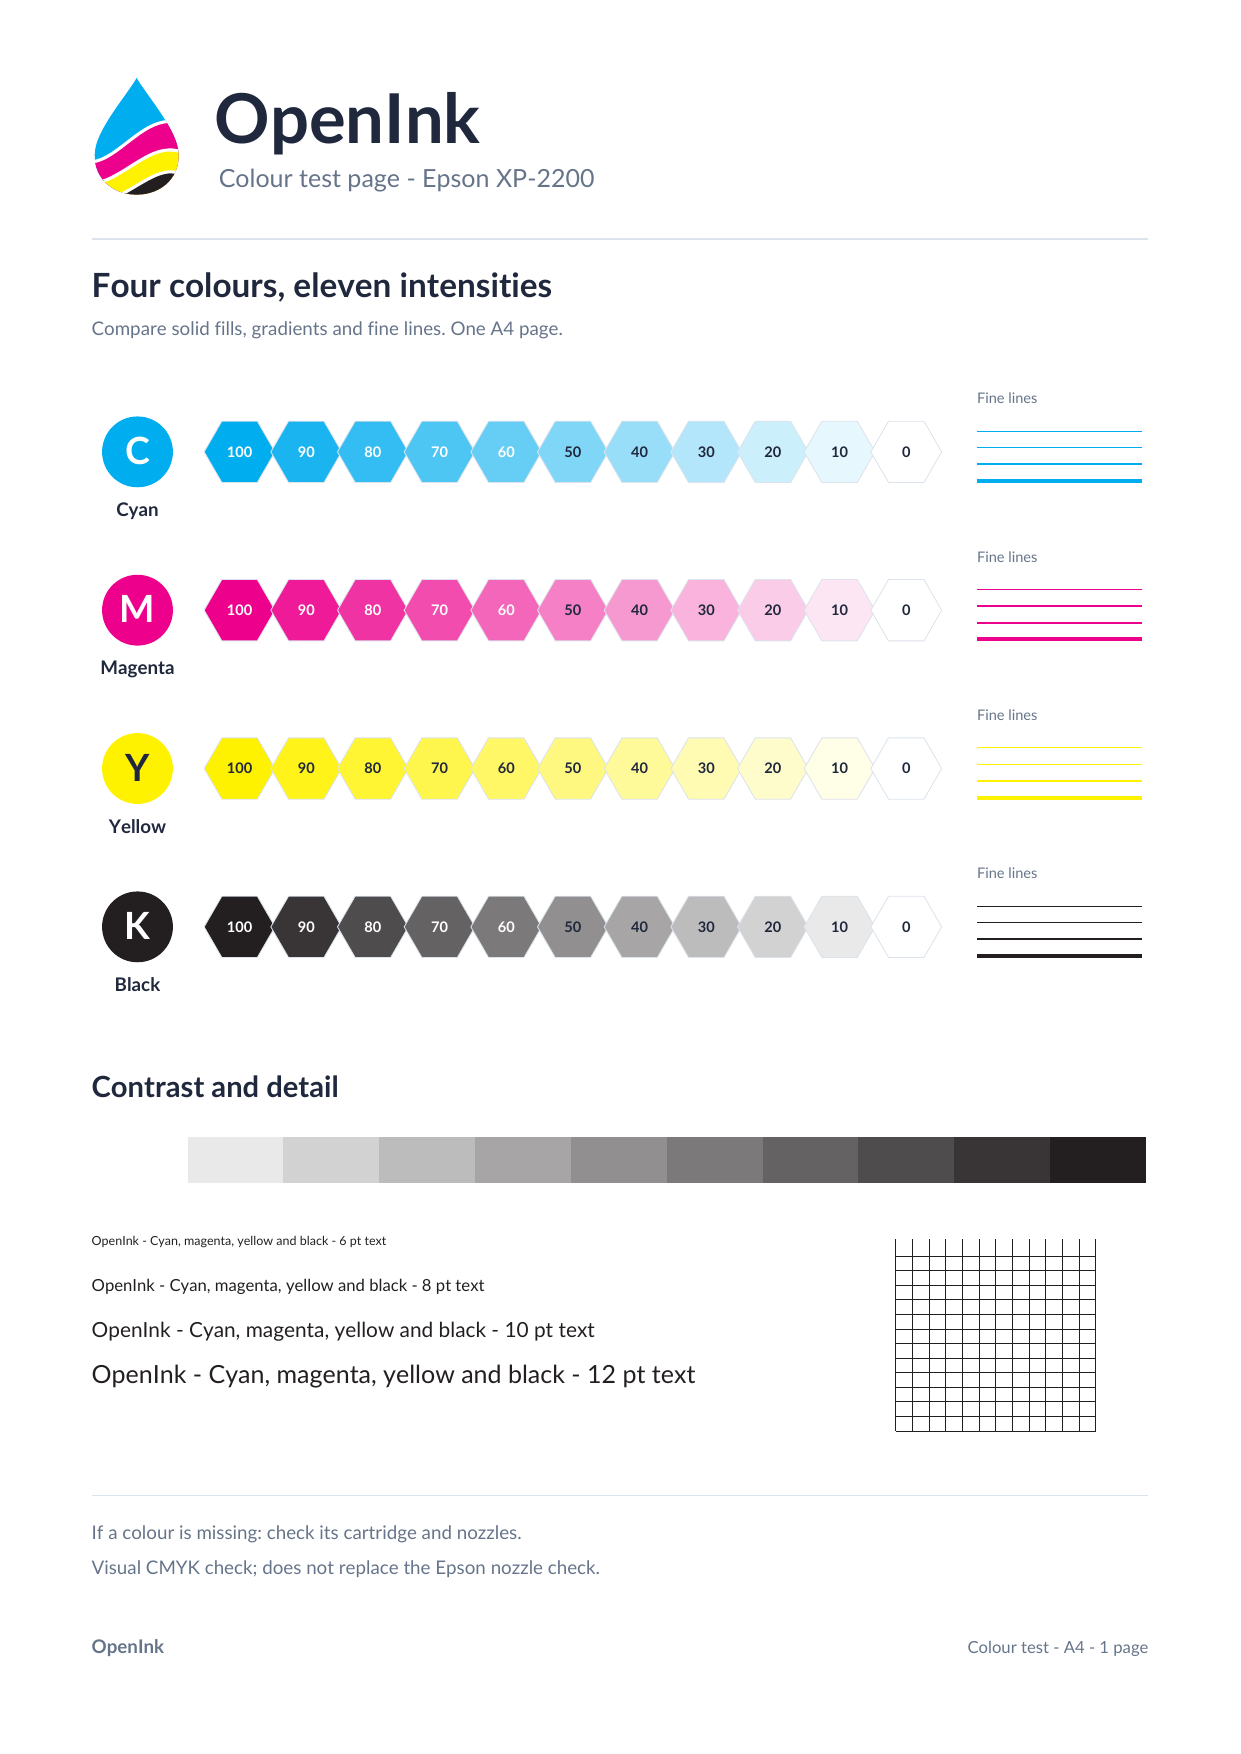 OpenInk
Colour test page - Epson XP-2200
Four colours, eleven intensities
Compare solid fills, gradients and fine lines. One A4 page.
Fine lines
C 100 90 80 70 60 50 40 30 20 10 0
Cyan
Fine lines
M 100 90 80 70 60 50 40 30 20 10 0
Magenta
Fine lines
Y 100 90 80 70 60 50 40 30 20 10 0
Yellow
Fine lines
K 100 90 80 70 60 50 40 30 20 10 0
Black
Contrast and detail
OpenInk - Cyan, magenta, yellow and black - 6 pt text
OpenInk - Cyan, magenta, yellow and black - 8 pt text
OpenInk - Cyan, magenta, yellow and black - 10 pt text
OpenInk - Cyan, magenta, yellow and black - 12 pt text
If a colour is missing: check its cartridge and nozzles.
Visual CMYK check; does not replace the Epson nozzle check.
OpenInk
Colour test - A4 - 1 page